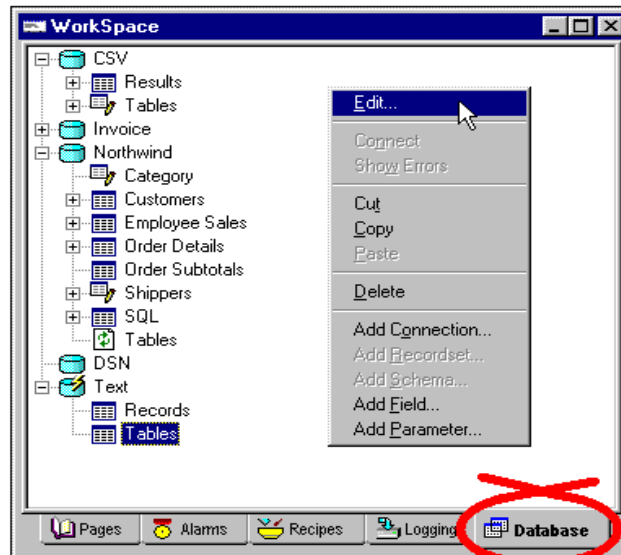 WorkSpace
CSV
Results
Tables
Invoice
Northwind
Category
Customers
Employee Sales
Order Details
Order Subtotals
Shippers
SQL
Tables
DSN
Text
Records
Tables
Edit...
Connect
Show Errors
Cut
Copy
Paste
Delete
Add Connection...
Add Recordset...
Add Schema...
Add Field...
Add Parameter...
Pages Alarms Recipes Logging Database